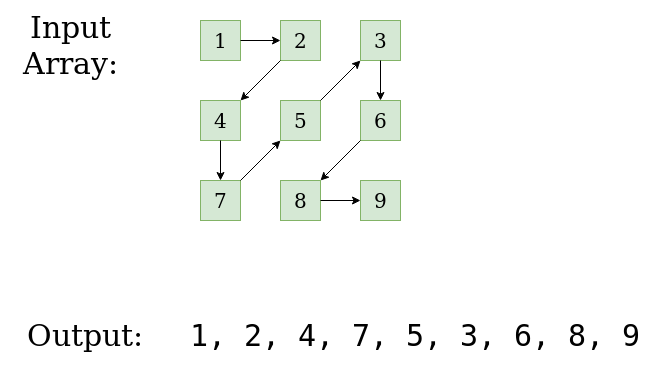 Input
Array:
1 2 3
4 5 6
7 8 9
Output: 1, 2, 4, 7, 5, 3, 6, 8, 9